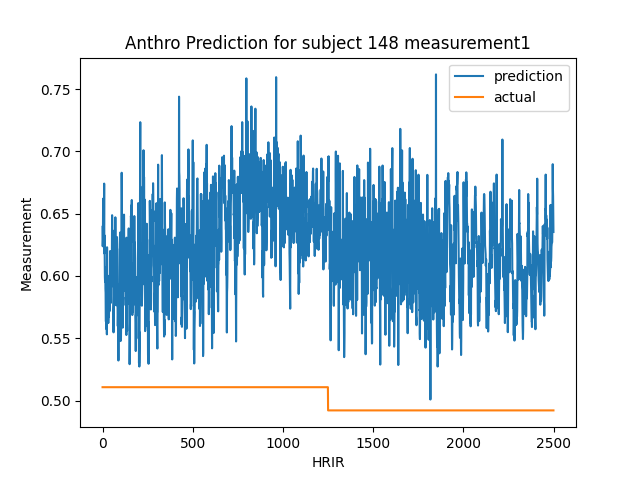 Anthro Prediction for subject 148 measurement1
prediction
actual
Measurement
0.75
0.70
0.65
0.60
0.55
0.50
0
500
1000
1500
2000
2500
HRIR